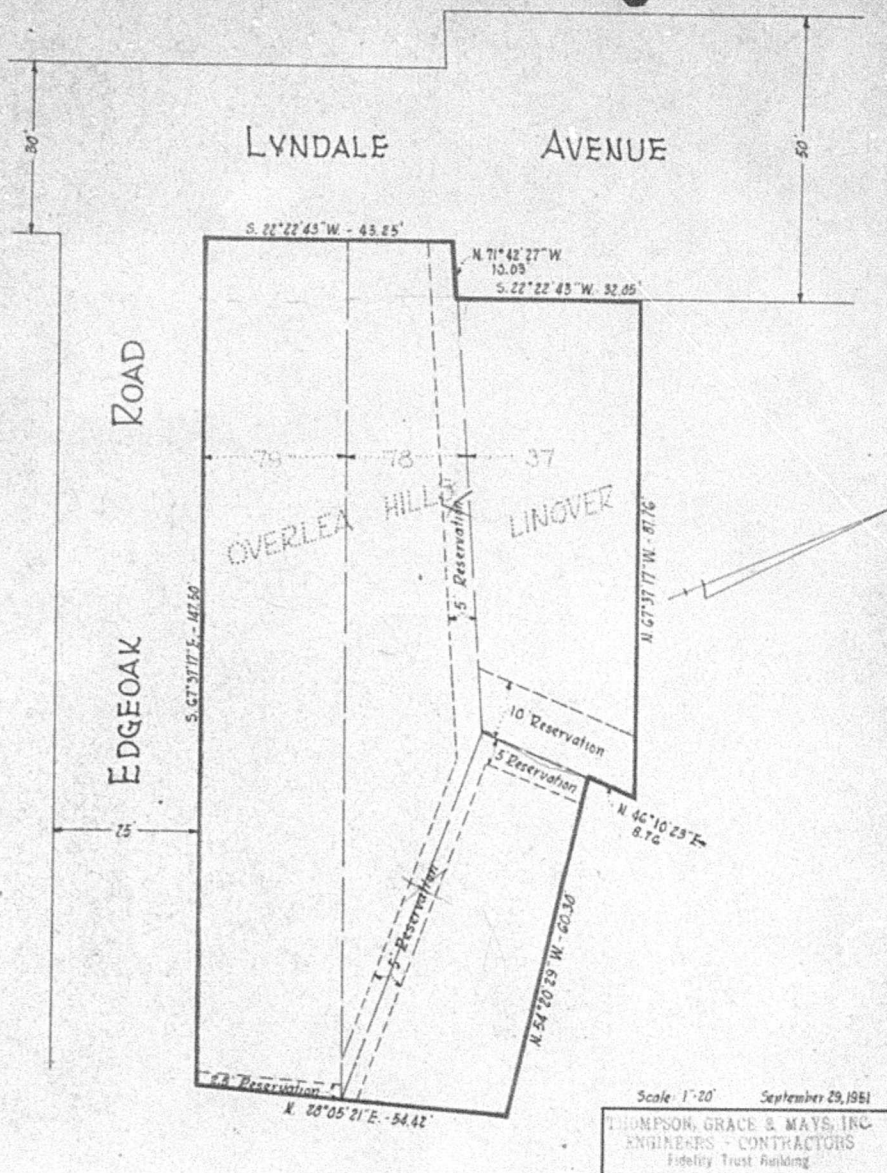 30'
LYNDALE AVENUE
50'
S. 22°22'43"W. - 43.25'
N. 71°42'27"W.
10.03'
S. 22°22'43"W. - 32.05'
ROAD
79 78 37
OVERLEA HILLS
LINOVER
5' Reservation
N. 67°37'17"W. - 87.76'
S. 67°37'17"E. - 147.50'
EDGEOAK
10' Reservation
5' Reservation
N. 46°10'23"E.
8.76
25'
5' Reservation
N. 54°20'29"W. - 60.30'
2.5' Reservation
N. 28°05'21"E. - 54.42'
Scale: 1"-20' September 29, 1951
THOMPSON, GRACE & MAYS, INC.
ENGINEERS - CONTRACTORS
Fidelity Trust Building